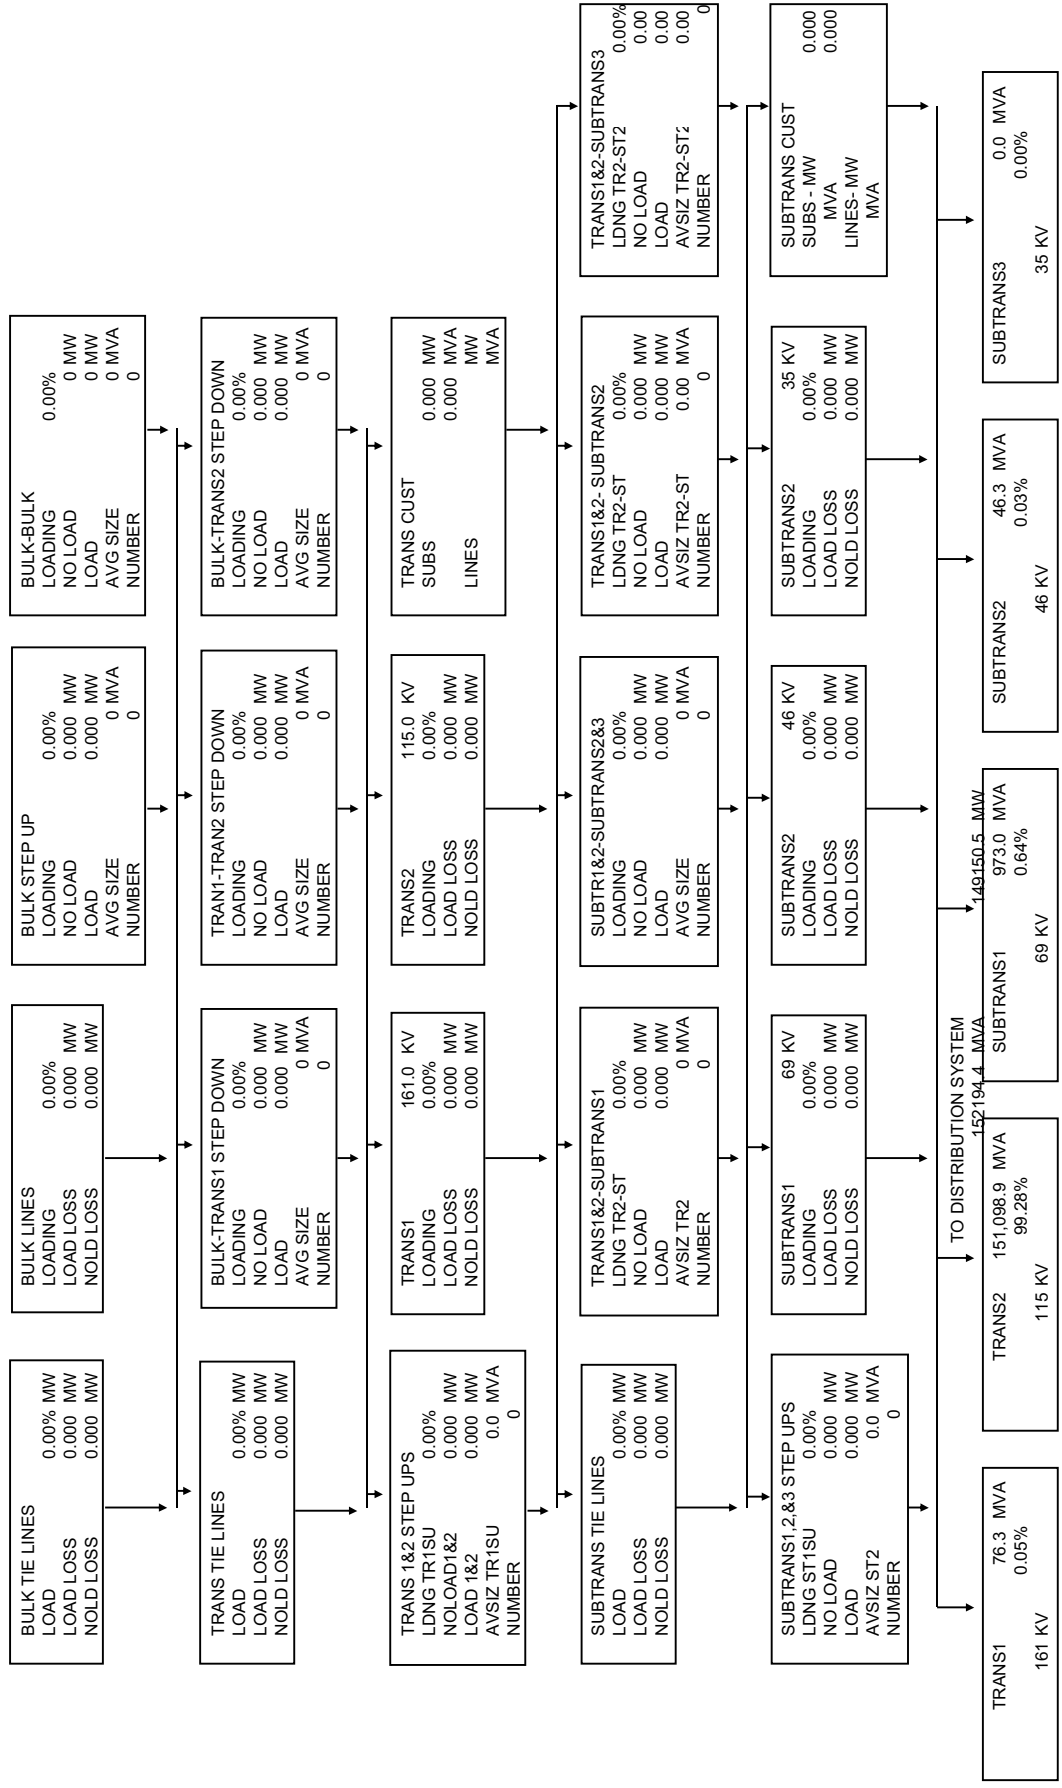 BULK TIE LINES
LOAD 0.00% MW
LOAD LOSS 0.000 MW
NOLD LOSS 0.000 MW
BULK LINES
LOADING 0.00%
LOAD LOSS 0.000 MW
NOLD LOSS 0.000 MW
BULK STEP UP
LOADING 0.00%
NO LOAD 0.000 MW
LOAD 0.000 MW
AVG SIZE 0 MVA
NUMBER 0
BULK-BULK
LOADING 0.00%
NO LOAD 0 MW
LOAD 0 MW
AVG SIZE 0 MVA
NUMBER 0
TRANS TIE LINES
LOAD 0.00% MW
LOAD LOSS 0.000 MW
NOLD LOSS 0.000 MW
BULK-TRANS1 STEP DOWN
LOADING 0.00%
NO LOAD 0.000 MW
LOAD 0.000 MW
AVG SIZE 0 MVA
NUMBER 0
TRAN1-TRAN2 STEP DOWN
LOADING 0.00%
NO LOAD 0.000 MW
LOAD 0.000 MW
AVG SIZE 0 MVA
NUMBER 0
BULK-TRANS2 STEP DOWN
LOADING 0.00%
NO LOAD 0.000 MW
LOAD 0.000 MW
AVG SIZE 0 MVA
NUMBER 0
TRANS 1&2 STEP UPS
LDNG TR1SU 0.00%
NOLOAD1&2 0.000 MW
LOAD 1&2 0.000 MW
AVSIZ TR1SU 0.0 MVA
NUMBER 0
TRANS1 161.0 KV
LOADING 0.00%
LOAD LOSS 0.000 MW
NOLD LOSS 0.000 MW
TRANS2 115.0 KV
LOADING 0.00%
LOAD LOSS 0.000 MW
NOLD LOSS 0.000 MW
TRANS CUST
SUBS 0.000 MW
0.000 MVA
LINES MW
MVA
SUBTRANS TIE LINES
LOAD 0.00% MW
LOAD LOSS 0.000 MW
NOLD LOSS 0.000 MW
TRANS1&2-SUBTRANS1
LDNG TR2-ST 0.00%
NO LOAD 0.000 MW
LOAD 0.000 MW
AVSIZ TR2 0 MVA
NUMBER 0
SUBTR1&2-SUBTRANS2&3
LOADING 0.00%
NO LOAD 0.000 MW
LOAD 0.000 MW
AVG SIZE 0 MVA
NUMBER 0
TRANS1&2- SUBTRANS2
LDNG TR2-ST 0.00%
NO LOAD 0.000 MW
LOAD 0.000 MW
AVSIZ TR2-ST 0.00 MVA
NUMBER 0
TRANS1&2-SUBTRANS3
LDNG TR2-ST2 0.00%
NO LOAD 0.00
LOAD 0.00
AVSIZ TR2-ST2 0.00
NUMBER 0
SUBTRANS1,2,&3 STEP UPS
LDNG ST1SU 0.00%
NO LOAD 0.000 MW
LOAD 0.000 MW
AVSIZ ST2 0.0 MVA
NUMBER 0
SUBTRANS1 69 KV
LOADING 0.00%
LOAD LOSS 0.000 MW
NOLD LOSS 0.000 MW
SUBTRANS2 46 KV
LOADING 0.00%
LOAD LOSS 0.000 MW
NOLD LOSS 0.000 MW
SUBTRANS2 35 KV
LOADING 0.00%
LOAD LOSS 0.000 MW
NOLD LOSS 0.000 MW
SUBTRANS CUST
SUBS - MW 0.000
MVA 0.000
LINES- MW
MVA
TO DISTRIBUTION SYSTEM
152194.4 MVA 149150.5 MW
TRANS1 76.3 MVA
0.05%
161 KV
TRANS2 151,098.9 MVA
99.28%
115 KV
SUBTRANS1 973.0 MVA
0.64%
69 KV
SUBTRANS2 46.3 MVA
0.03%
46 KV
SUBTRANS3 0.0 MVA
0.00%
35 KV